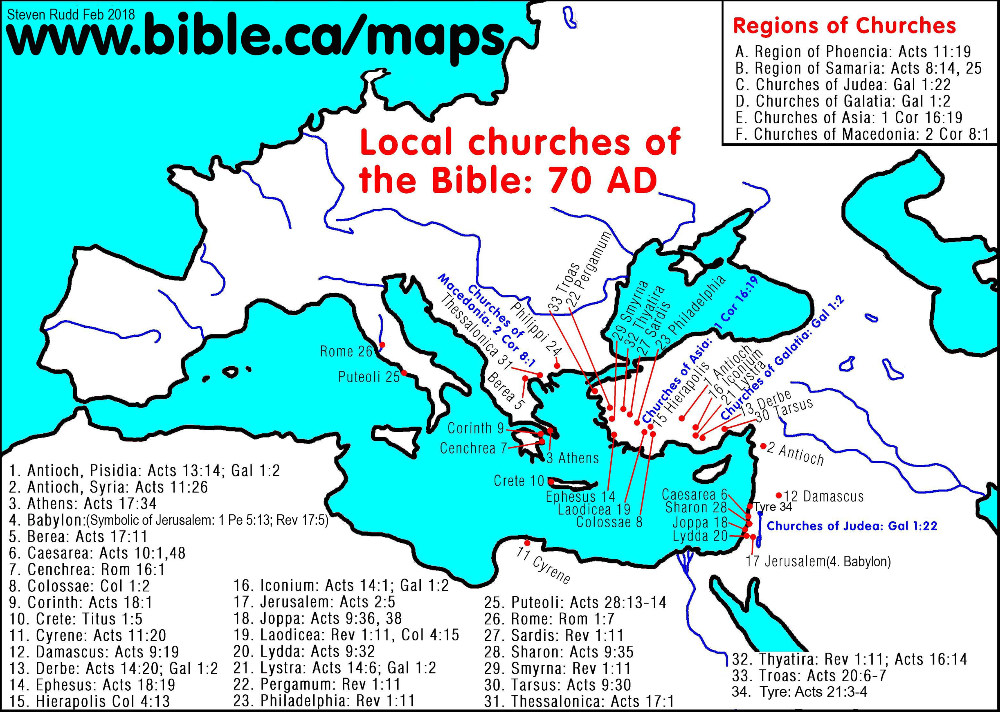 Steven Rudd Feb 2018
www.bible.ca/maps
Regions of Churches
A. Region of Phoencia: Acts 11:19
B. Region of Samaria: Acts 8:14, 25
C. Churches of Judea: Gal 1:22
D. Churches of Galatia: Gal 1:2
E. Churches of Asia: 1 Cor 16:19
F. Churches of Macedonia: 2 Cor 8:1
Local churches of
the Bible: 70 AD
33 Troas
22 Pergamum
29 Smyrna
32 Thyatira
27 Sardis
23 Philadelphia
Churches of Asia: 1 Cor 16:19
Churches of
Macedonia: 2 Cor 8:1
Philippi 24
Thessalonica 31
Berea 5
Rome 26
Puteoli 25
15 Hierapolis
1 Antioch
16 Iconium
21 Lystra
Churches of Galatia: Gal 1:2
13 Derbe
30 Tarsus
Corinth 9
Cenchrea 7
3 Athens
2 Antioch
Crete 10
Ephesus 14
Laodicea 19
Colossae 8
Caesarea 6
Sharon 28
Joppa 18
Lydda 20
12 Damascus
Tyre 34
Churches of Judea: Gal 1:22
17 Jerusalem(4. Babylon)
11 Cyrene
1. Antioch, Pisidia: Acts 13:14; Gal 1:2
2. Antioch, Syria: Acts 11:26
3. Athens: Acts 17:34
4. Babylon:(Symbolic of Jerusalem: 1 Pe 5:13; Rev 17:5)
5. Berea: Acts 17:11
6. Caesarea: Acts 10:1,48
7. Cenchrea: Rom 16:1
8. Colossae: Col 1:2
9. Corinth: Acts 18:1
10. Crete: Titus 1:5
11. Cyrene: Acts 11:20
12. Damascus: Acts 9:19
13. Derbe: Acts 14:20; Gal 1:2
14. Ephesus: Acts 18:19
15. Hierapolis Col 4:13
16. Iconium: Acts 14:1; Gal 1:2
17. Jerusalem: Acts 2:5
18. Joppa: Acts 9:36, 38
19. Laodicea: Rev 1:11, Col 4:15
20. Lydda: Acts 9:32
21. Lystra: Acts 14:6; Gal 1:2
22. Pergamum: Rev 1:11
23. Philadelphia: Rev 1:11
25. Puteoli: Acts 28:13-14
26. Rome: Rom 1:7
27. Sardis: Rev 1:11
28. Sharon: Acts 9:35
29. Smyrna: Rev 1:11
30. Tarsus: Acts 9:30
31. Thessalonica: Acts 17:1
32. Thyatira: Rev 1:11; Acts 16:14
33. Troas: Acts 20:6-7
34. Tyre: Acts 21:3-4